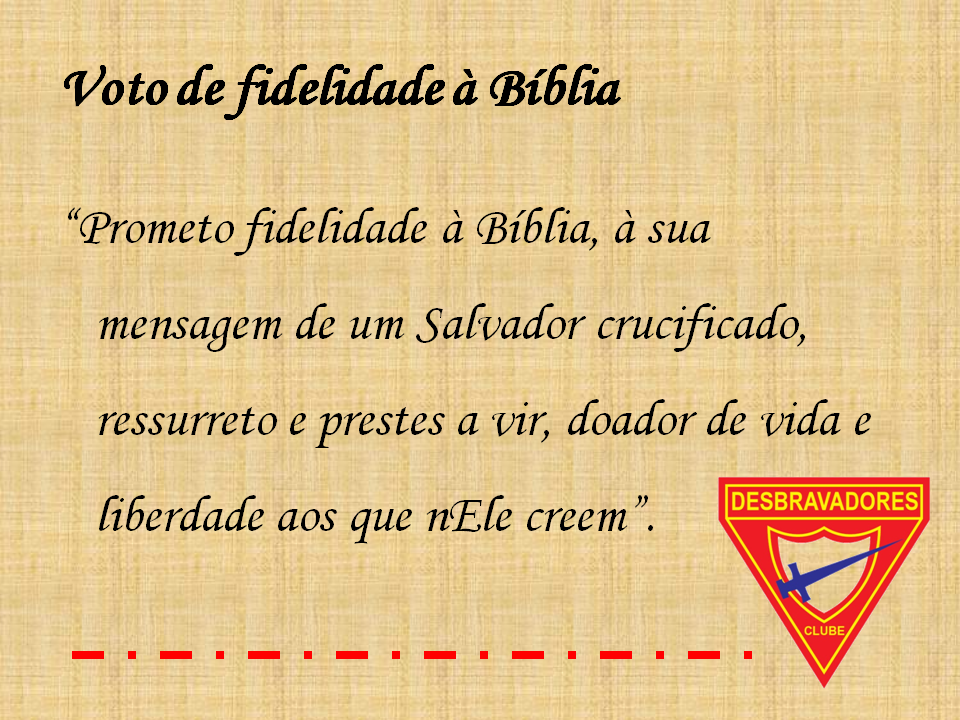 Voto de fidelidade à Bíblia
“Prometo fidelidade à Bíblia, à sua
mensagem de um Salvador crucificado,
ressurreto e prestes a vir, doador de vida e
liberdade aos que nEle creem”.
DESBRAVADORES
CLUBE